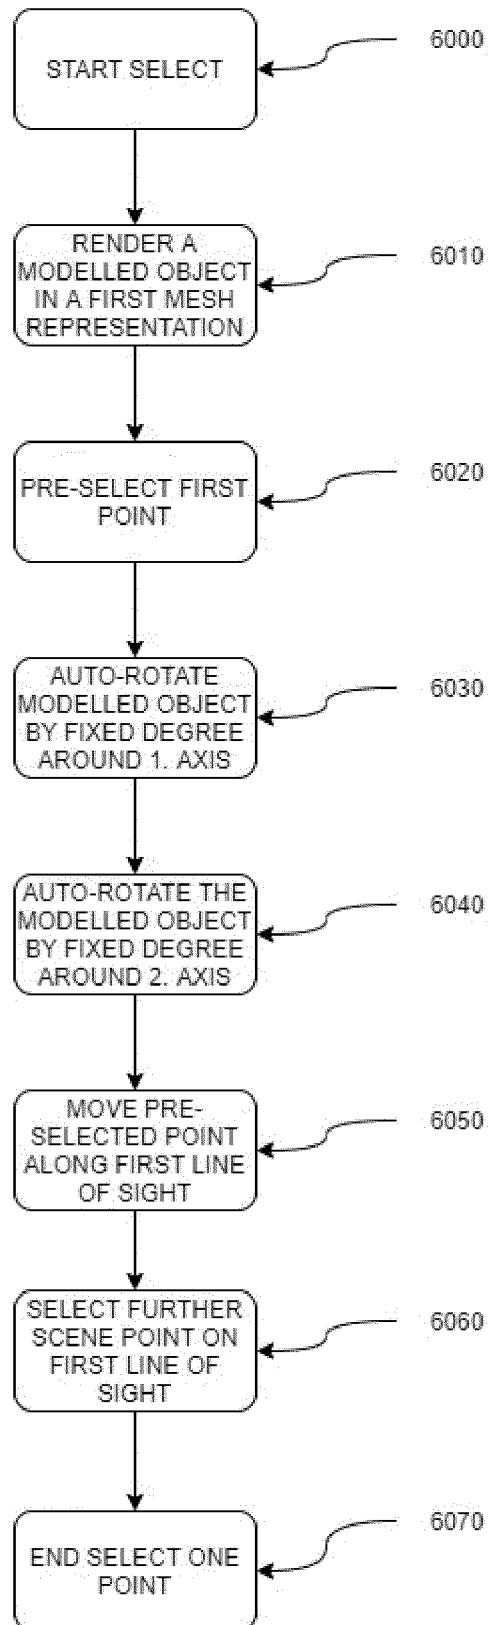 START SELECT
6000
RENDER A
MODELLED OBJECT
IN A FIRST MESH
REPRESENTATION
6010
PRE-SELECT FIRST
POINT
6020
AUTO-ROTATE
MODELLED OBJECT
BY FIXED DEGREE
AROUND 1. AXIS
6030
AUTO-ROTATE THE
MODELLED OBJECT
BY FIXED DEGREE
AROUND 2. AXIS
6040
MOVE PRE-
SELECTED POINT
ALONG FIRST LINE
OF SIGHT
6050
SELECT FURTHER
SCENE POINT ON
FIRST LINE OF
SIGHT
6060
END SELECT ONE
POINT
6070